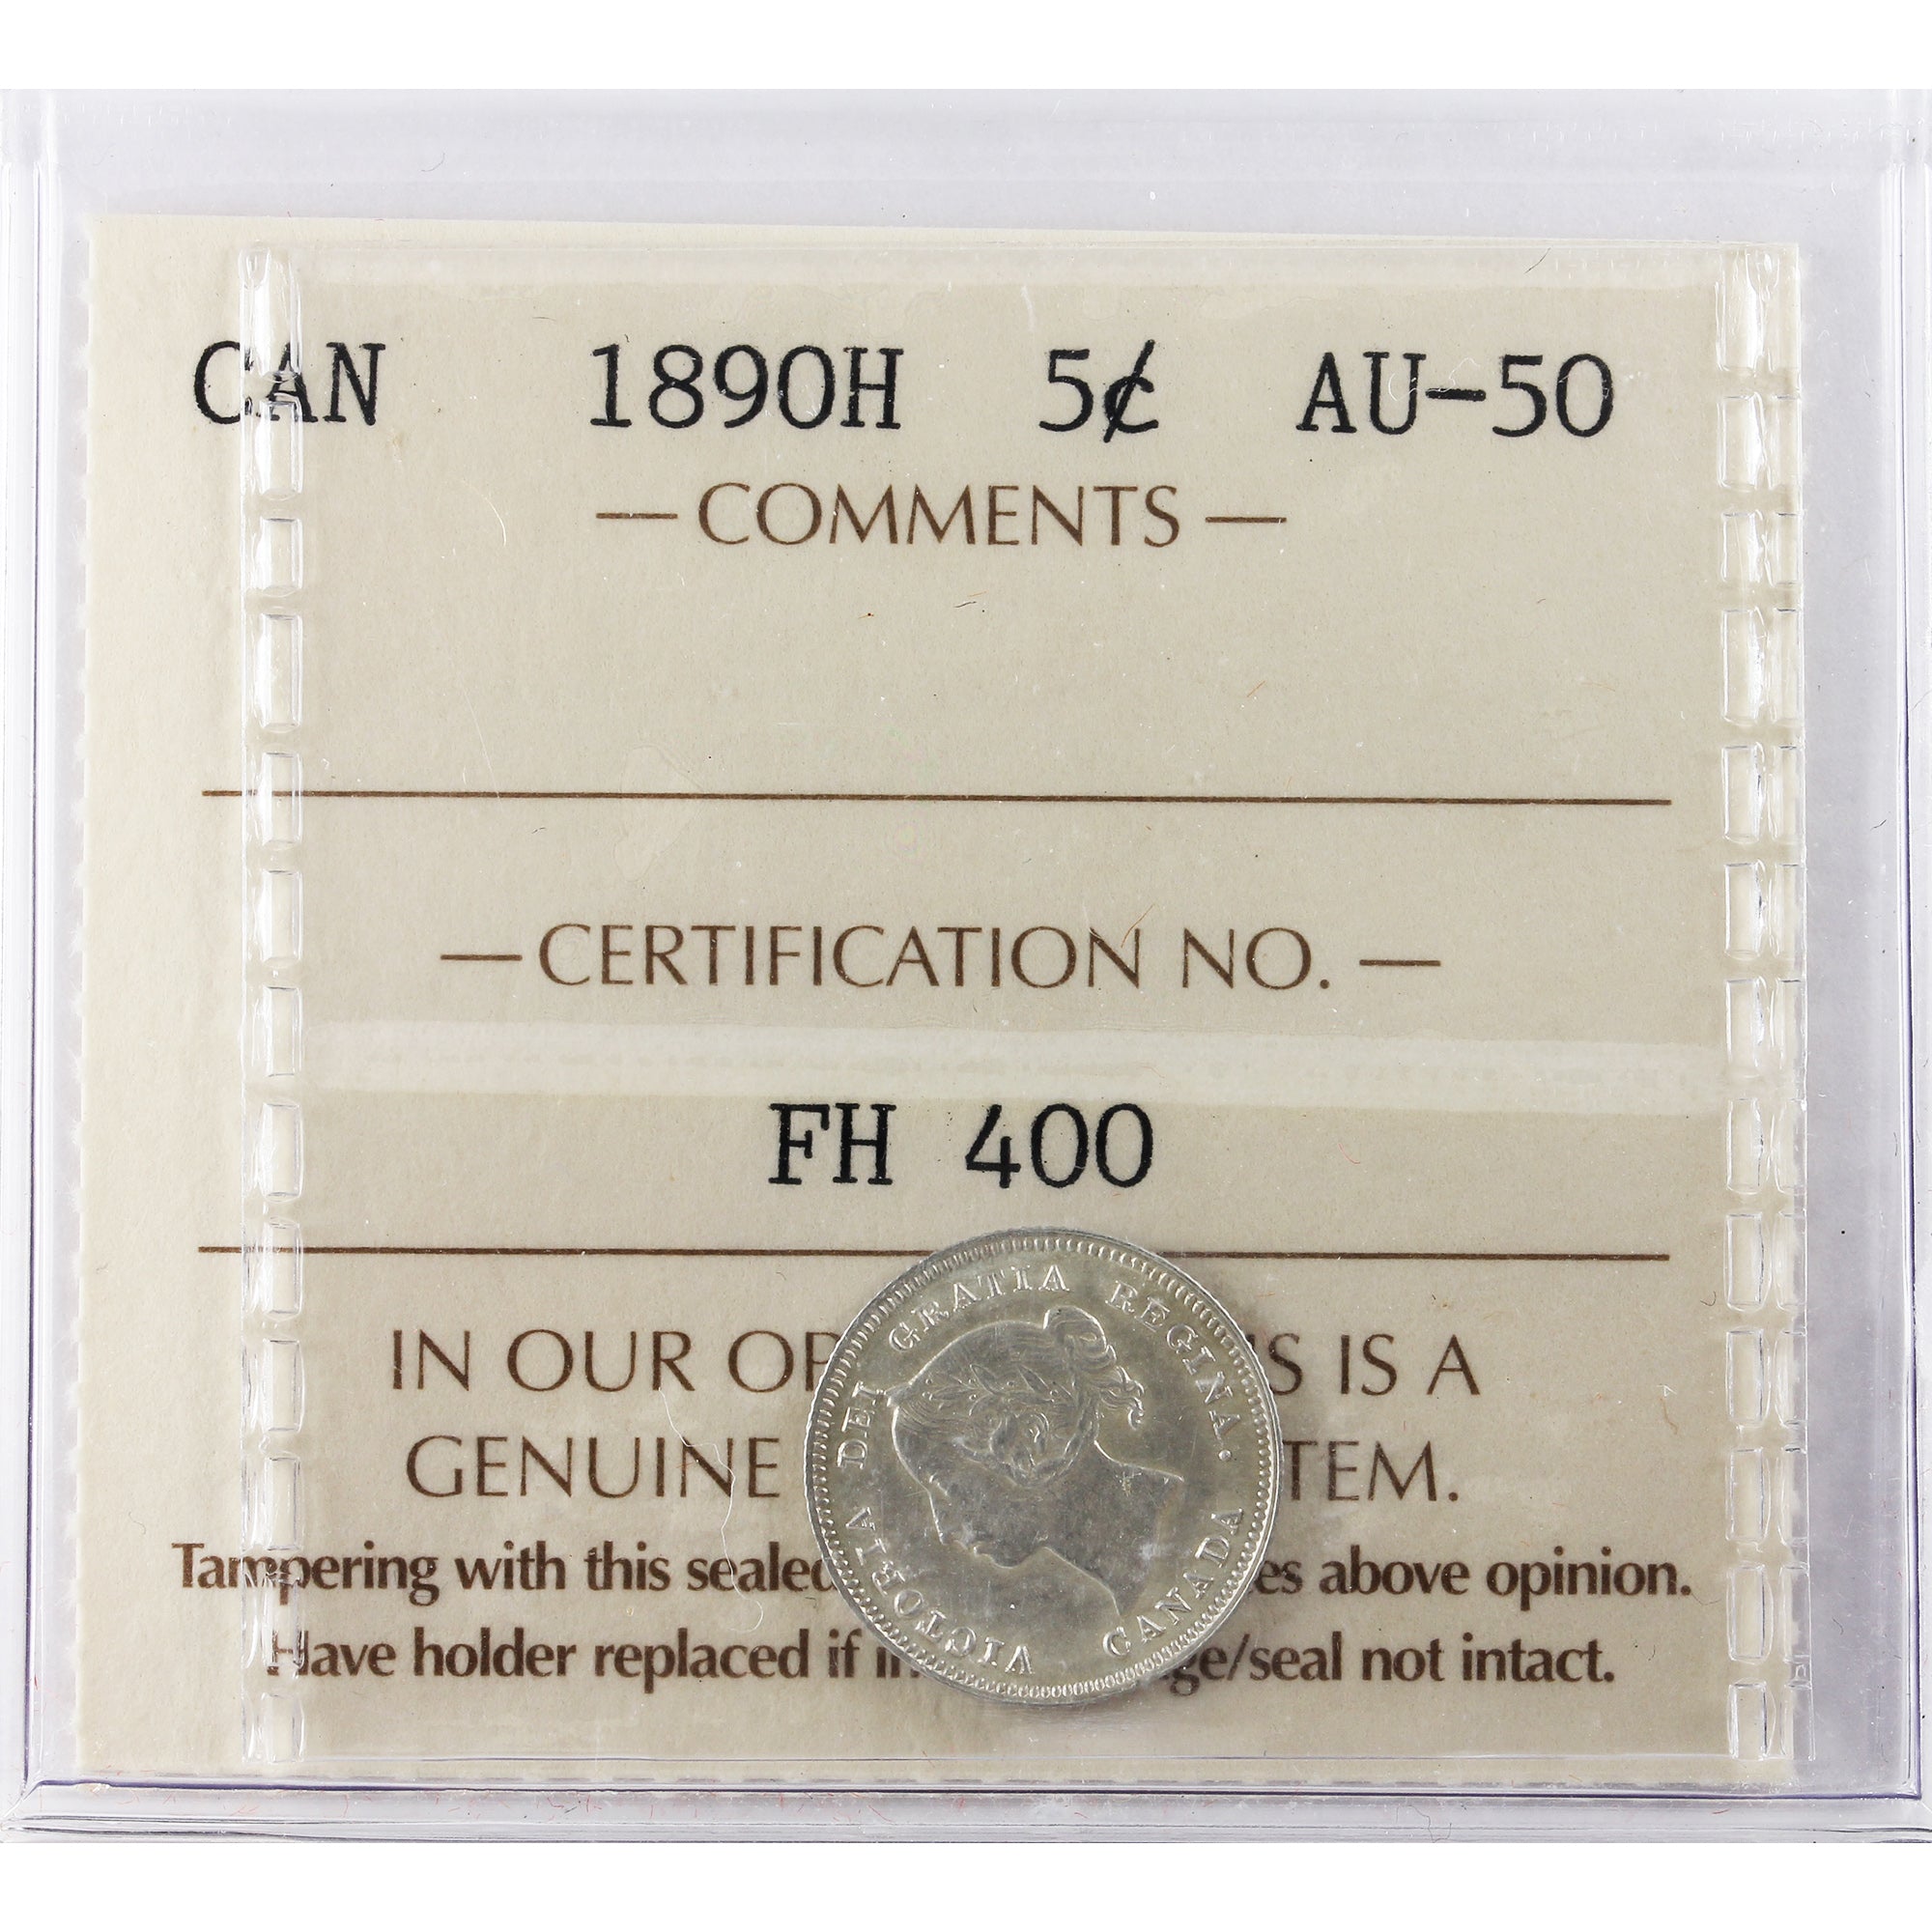 CAN 1890H 5¢ AU-50
— COMMENTS —
— CERTIFICATION NO. —
FH 400
IN OUR OP S IS A
GENUINE TEM.
Tampering with this sealed es above opinion.
Have holder replaced if in ge/seal not intact.
VICTORIA DEI GRATIA REGINA. CANADA